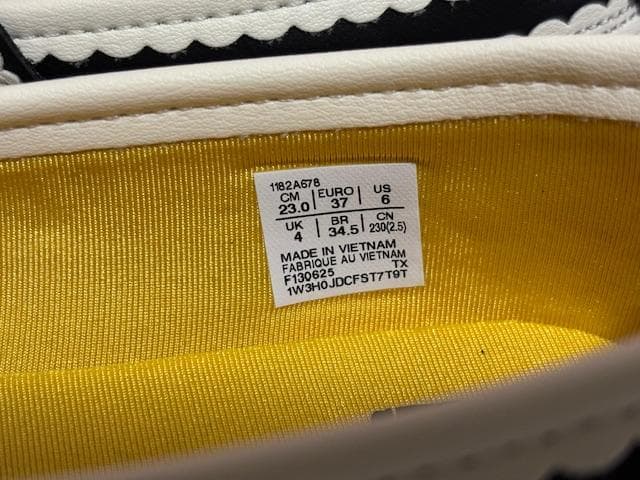 1182A678
CM EURO US
23.0 37 6
UK BR CN
4 34.5 230(2.5)
MADE IN VIETNAM
FABRIQUE AU VIETNAM
F130625 TX
1W3H0JDCFST7T9T